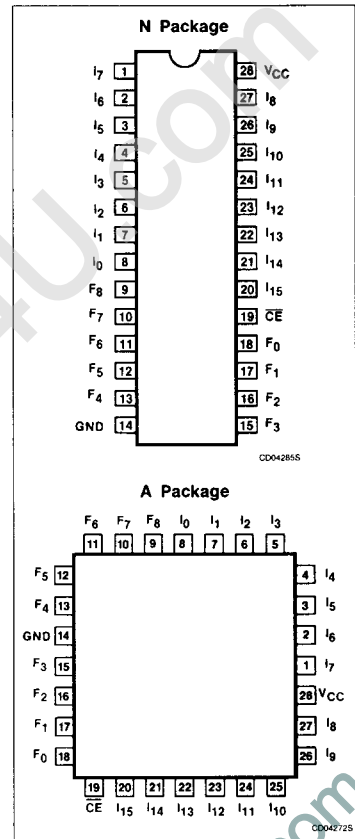 N Package
I7 1 28 VCC
I6 2 27 I8
I5 3 26 I9
I4 4 25 I10
I3 5 24 I11
I2 6 23 I12
I1 7 22 I13
I0 8 21 I14
F8 9 20 I15
F7 10 19 CE
F6 11 18 F0
F5 12 17 F1
F4 13 16 F2
GND 14 15 F3
CD04285S
A Package
F6 F7 F8 I0 I1 I2 I3
11 10 9 8 7 6 5
F5 12 4 I4
F4 13 3 I5
GND 14 2 I6
F3 15 1 I7
F2 16 28 VCC
F1 17 27 I8
F0 18 26 I9
19 20 21 22 23 24 25
CE I15 I14 I13 I12 I11 I10
CD04272S
4U.com
com